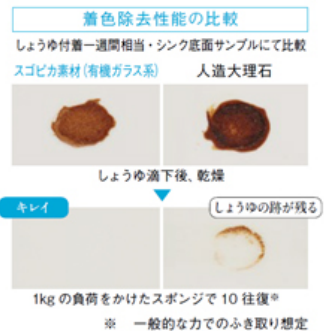 着色除去性能の比較
しょうゆ付着一週間相当・シンク底面サンプルにて比較
スゴピカ素材（有機ガラス系）
人造大理石
しょうゆ滴下後、乾燥
キレイ
しょうゆの跡が残る
1kgの負荷をかけたスポンジで10往復※
※　一般的な力でのふき取り想定